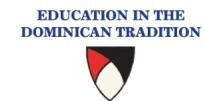 EDUCATION IN THE
DOMINICAN TRADITION